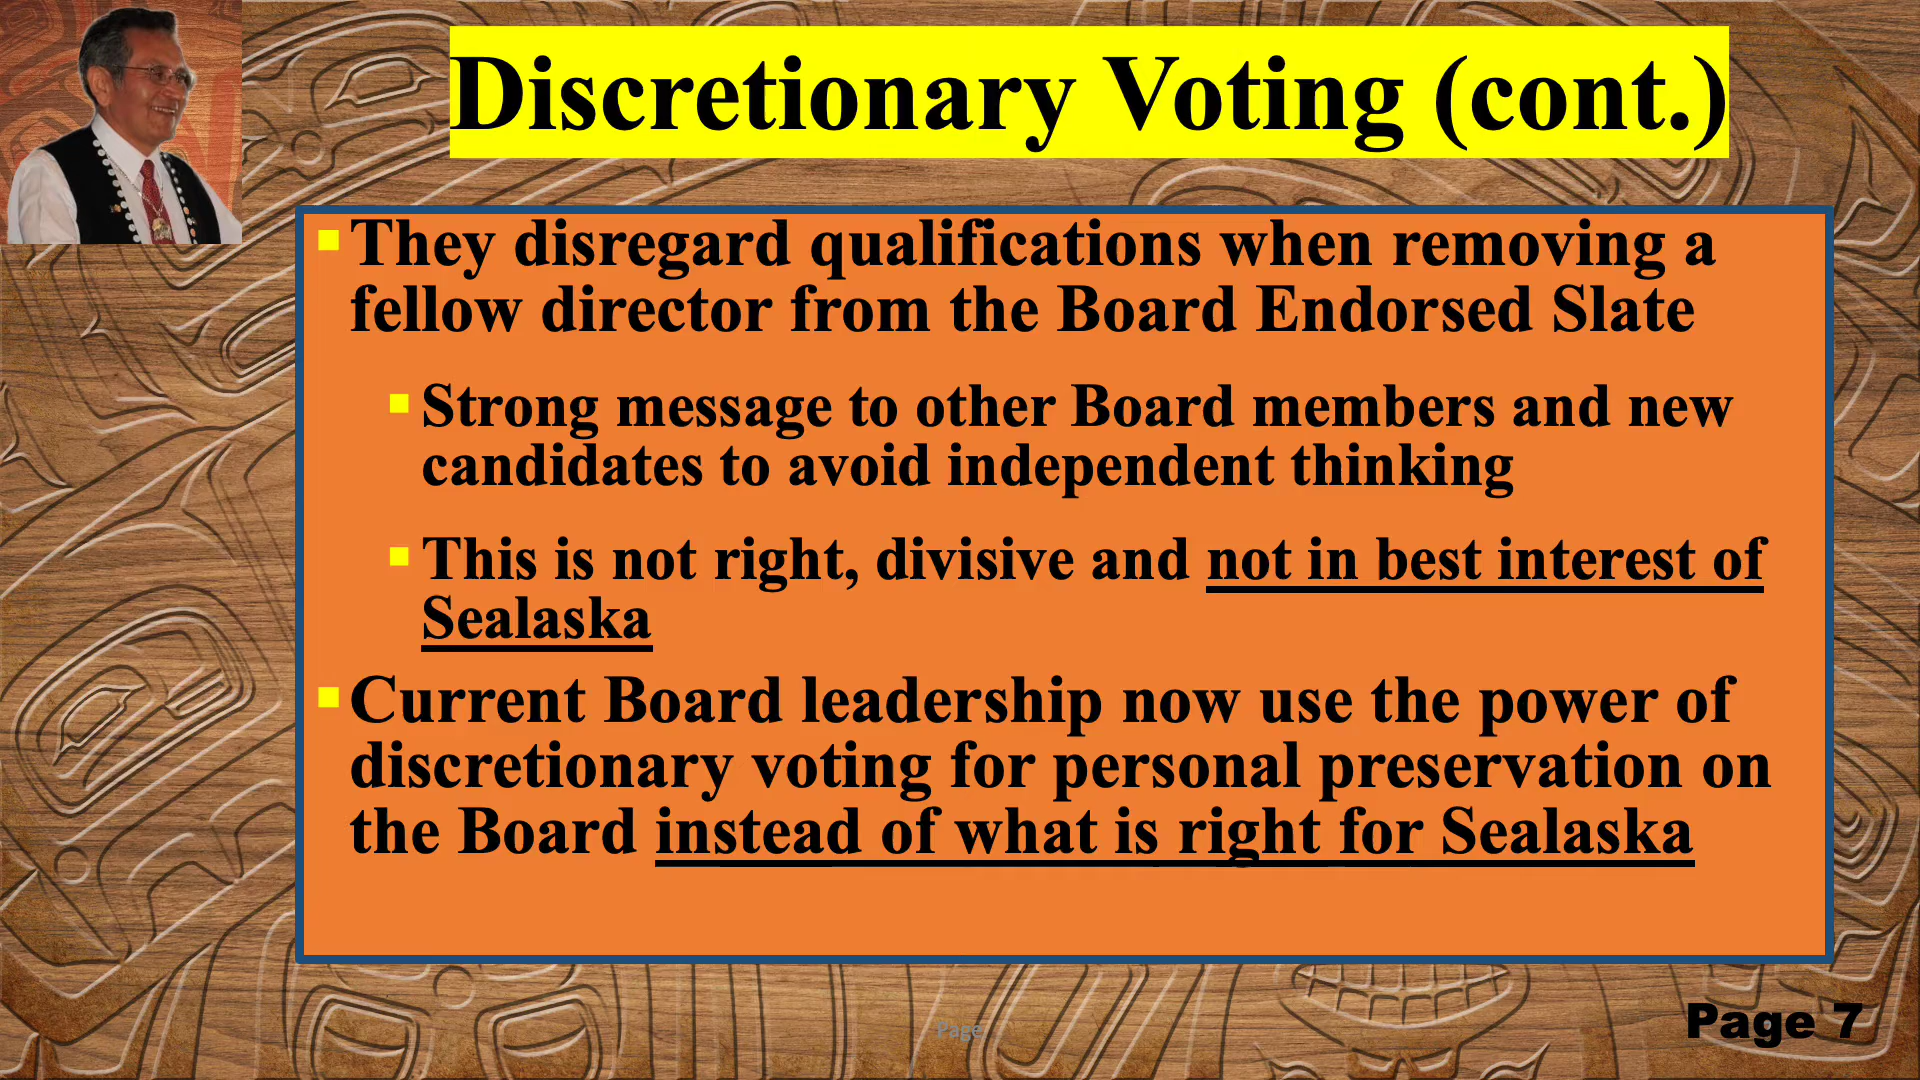 Discretionary Voting (cont.)
They disregard qualifications when removing a
fellow director from the Board Endorsed Slate
Strong message to other Board members and new
candidates to avoid independent thinking
This is not right, divisive and not in best interest of
Sealaska
Current Board leadership now use the power of
discretionary voting for personal preservation on
the Board instead of what is right for Sealaska
Page
Page 7